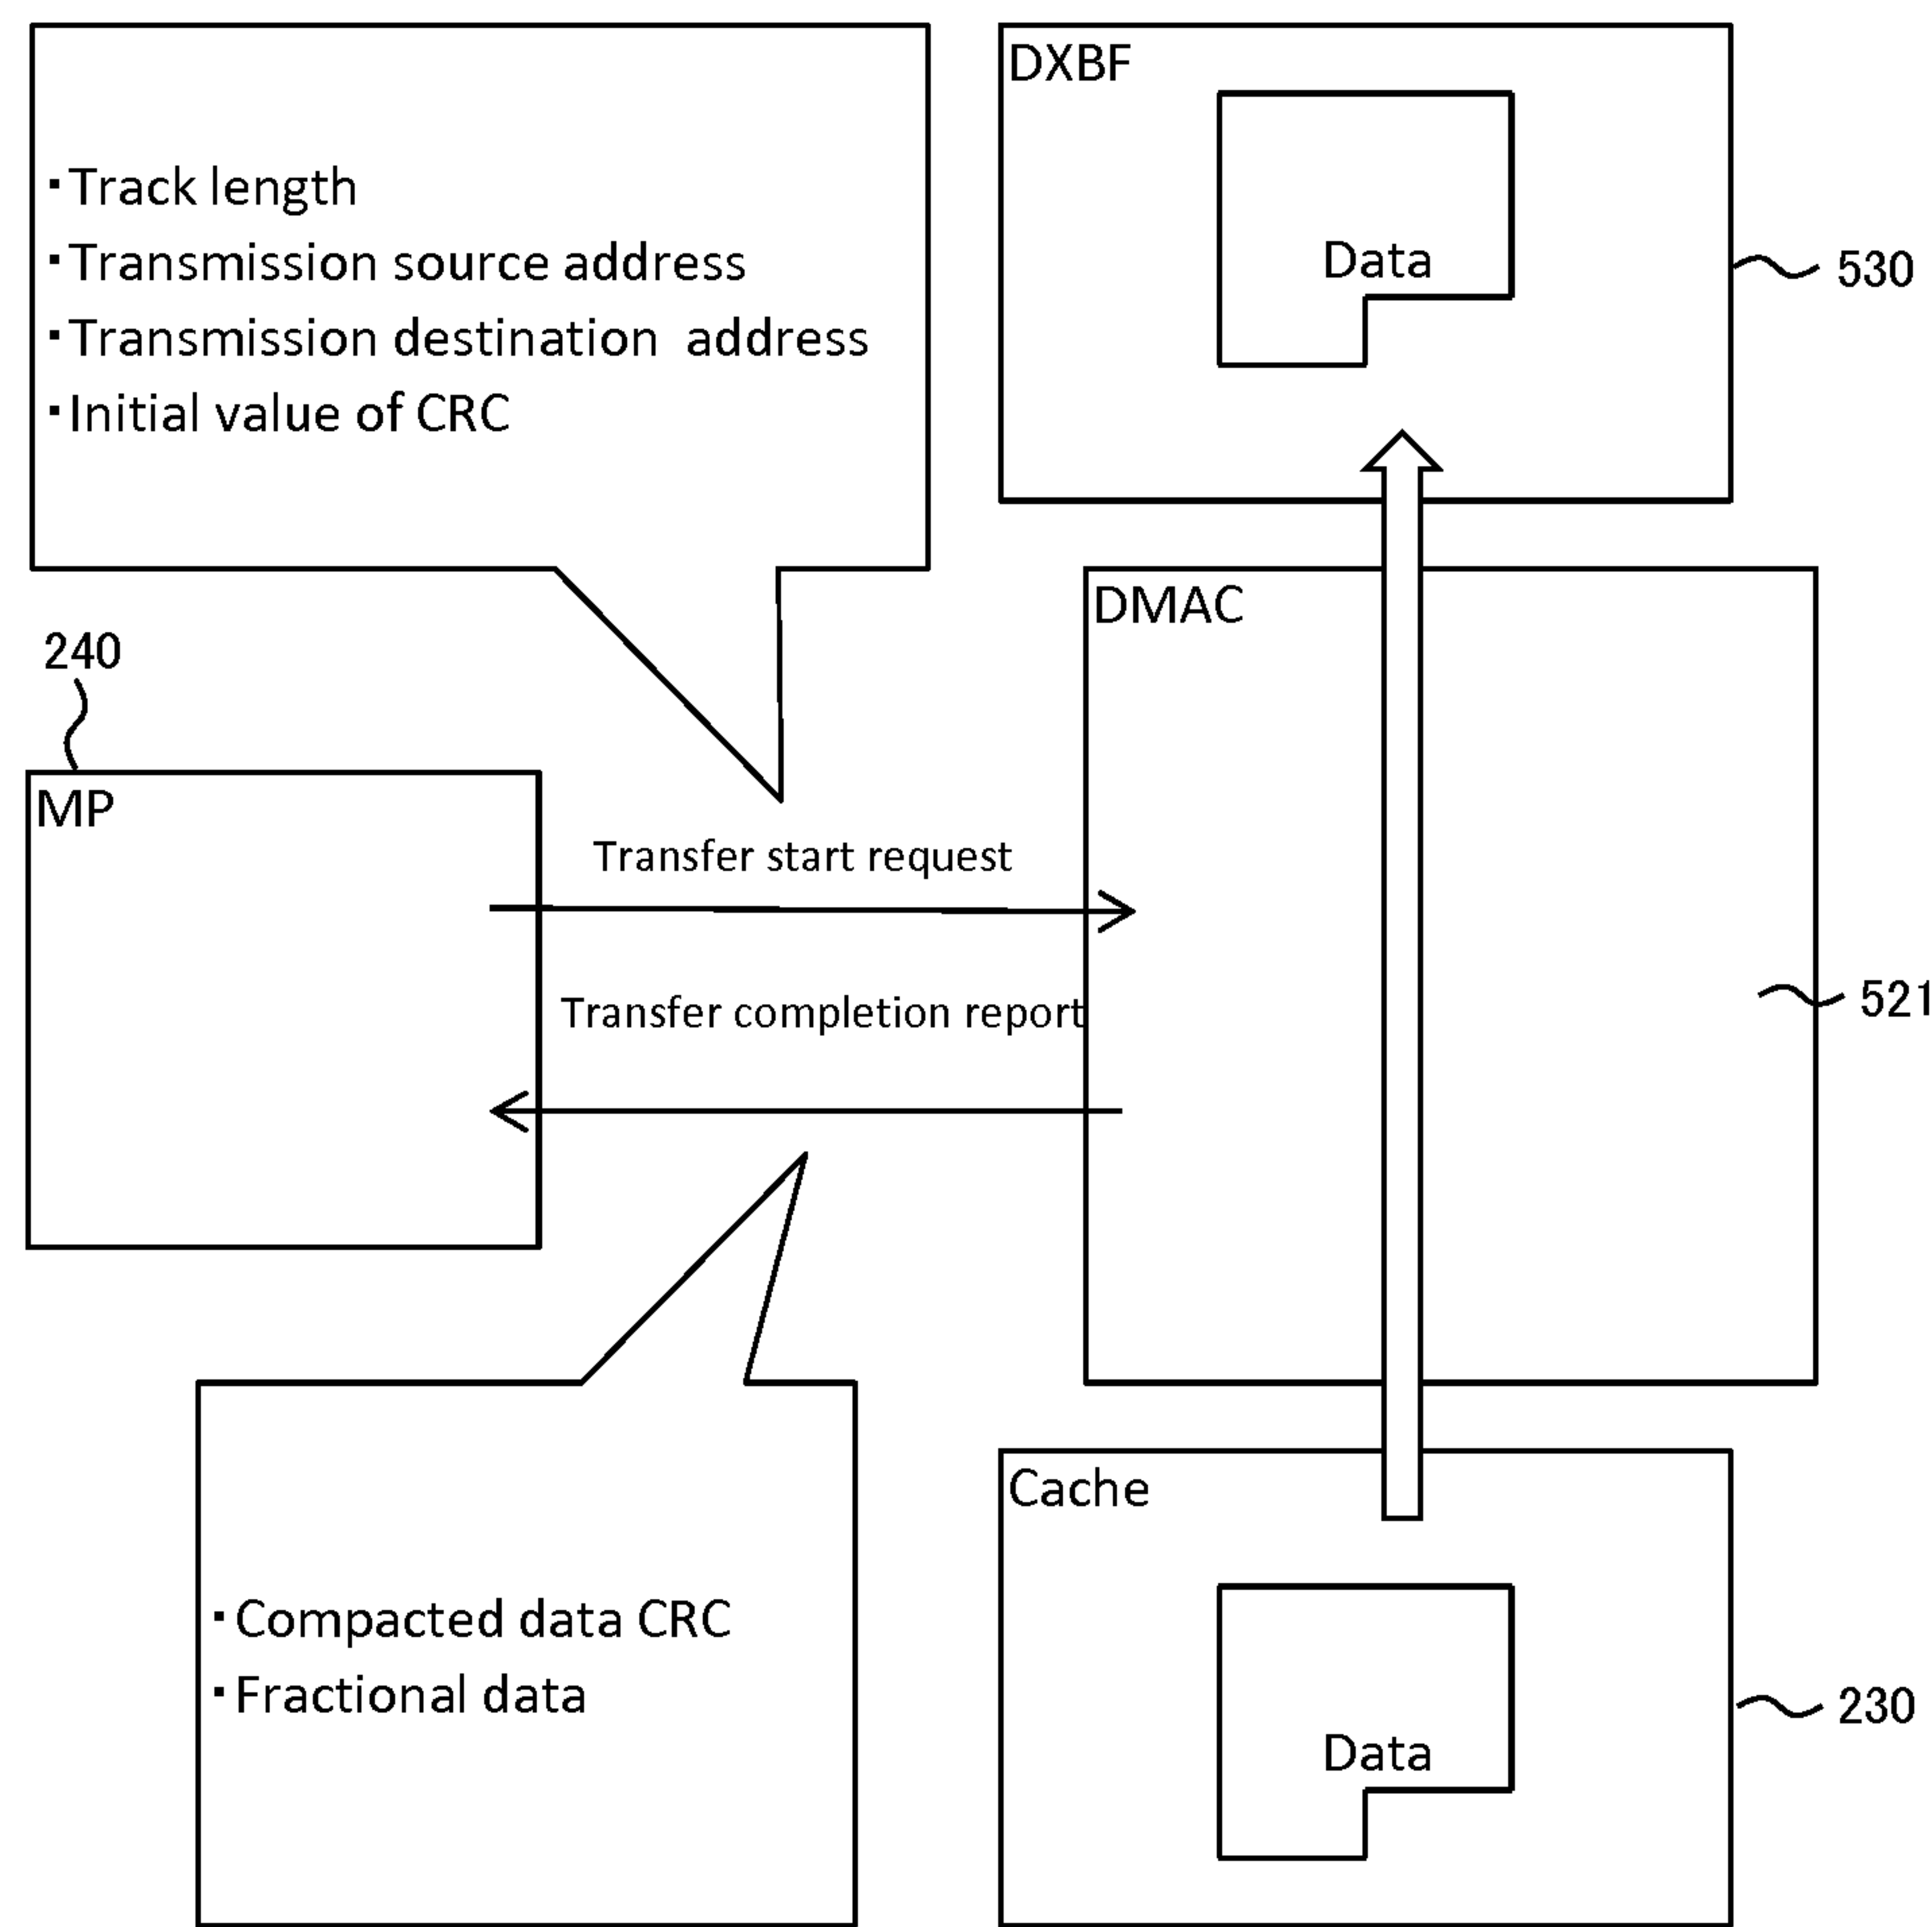 ・Track length
・Transmission source address
・Transmission destination address
・Initial value of CRC
DXBF
Data
530
DMAC
240
MP
Transfer start request
Transfer completion report
521
・Compacted data CRC
・Fractional data
Cache
Data
230